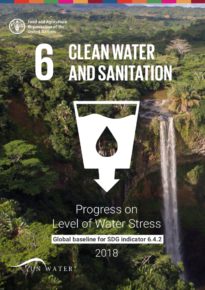 Food and Agriculture
Organization of the
United Nations
6
CLEAN WATER
AND SANITATION
Progress on
Level of Water Stress
Global baseline for SDG indicator 6.4.2
2018
UN WATER